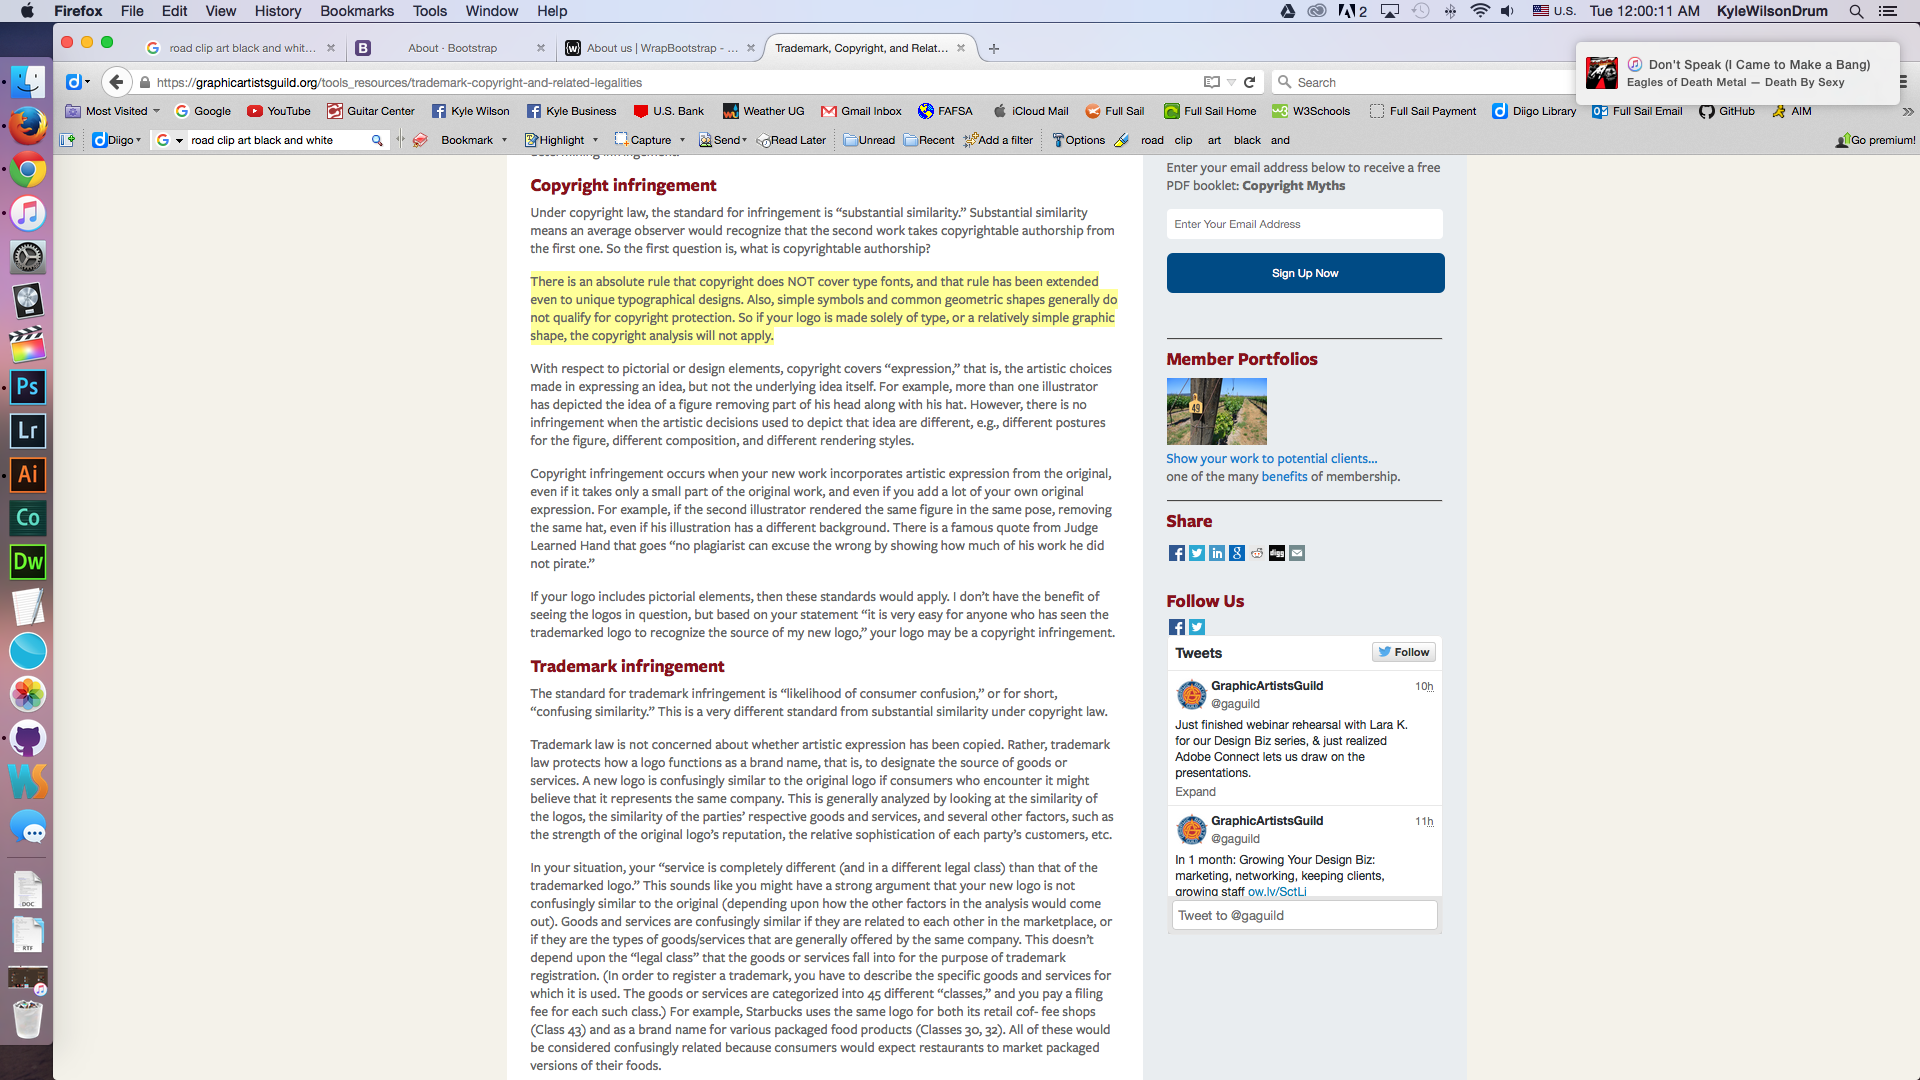 Firefox File Edit View History Bookmarks Tools Window Help
2 U.S. Tue 12:00:11 AM KyleWilsonDrum
road clip art black and whit...
About · Bootstrap
About us | WrapBootstrap - ...
Trademark, Copyright, and Relat...
https://graphicartistsguild.org/tools_resources/trademark-copyright-and-related-legalities
Search
Don't Speak (I Came to Make a Bang)
Eagles of Death Metal — Death By Sexy
Most Visited Google YouTube Guitar Center Kyle Wilson Kyle Business U.S. Bank Weather UG Gmail Inbox FAFSA iCloud Mail Full Sail Full Sail Home W3Schools Full Sail Payment Diigo Library Full Sail Email GitHub AIM
Diigo road clip art black and white Bookmark Highlight Capture Send Read Later Unread Recent Add a filter Options road clip art black and Go premium!
determining infringement.
Copyright infringement
Under copyright law, the standard for infringement is “substantial similarity.” Substantial similarity
means an average observer would recognize that the second work takes copyrightable authorship from
the first one. So the first question is, what is copyrightable authorship?
There is an absolute rule that copyright does NOT cover type fonts, and that rule has been extended
even to unique typographical designs. Also, simple symbols and common geometric shapes generally do
not qualify for copyright protection. So if your logo is made solely of type, or a relatively simple graphic
shape, the copyright analysis will not apply.
With respect to pictorial or design elements, copyright covers “expression,” that is, the artistic choices
made in expressing an idea, but not the underlying idea itself. For example, more than one illustrator
has depicted the idea of a figure removing part of his head along with his hat. However, there is no
infringement when the artistic decisions used to depict that idea are different, e.g., different postures
for the figure, different composition, and different rendering styles.
Copyright infringement occurs when your new work incorporates artistic expression from the original,
even if it takes only a small part of the original work, and even if you add a lot of your own original
expression. For example, if the second illustrator rendered the same figure in the same pose, removing
the same hat, even if his illustration has a different background. There is a famous quote from Judge
Learned Hand that goes “no plagiarist can excuse the wrong by showing how much of his work he did
not pirate.”
If your logo includes pictorial elements, then these standards would apply. I don’t have the benefit of
seeing the logos in question, but based on your statement “it is very easy for anyone who has seen the
trademarked logo to recognize the source of my new logo,” your logo may be a copyright infringement.
Trademark infringement
The standard for trademark infringement is “likelihood of consumer confusion,” or for short,
“confusing similarity.” This is a very different standard from substantial similarity under copyright law.
Trademark law is not concerned about whether artistic expression has been copied. Rather, trademark
law protects how a logo functions as a brand name, that is, to designate the source of goods or
services. A new logo is confusingly similar to the original logo if consumers who encounter it might
believe that it represents the same company. This is generally analyzed by looking at the similarity of
the logos, the similarity of the parties’ respective goods and services, and several other factors, such as
the strength of the original logo’s reputation, the relative sophistication of each party’s customers, etc.
In your situation, your “service is completely different (and in a different legal class) than that of the
trademarked logo.” This sounds like you might have a strong argument that your new logo is not
confusingly similar to the original (depending upon how the other factors in the analysis would come
out). Goods and services are confusingly similar if they are related to each other in the marketplace, or
if they are the types of goods/services that are generally offered by the same company. This doesn’t
depend upon the “legal class” that the goods or services fall into for the purpose of trademark
registration. (In order to register a trademark, you have to describe the specific goods and services for
which it is used. The goods or services are categorized into 45 different “classes,” and you pay a filing
fee for each such class.) For example, Starbucks uses the same logo for both its retail cof- fee shops
(Class 43) and as a brand name for various packaged food products (Classes 30, 32). All of these would
be considered confusingly related because consumers would expect restaurants to market packaged
versions of their foods.
Enter your email address below to receive a free
PDF booklet: Copyright Myths
Enter Your Email Address
Sign Up Now
Member Portfolios
49
Show your work to potential clients...
one of the many benefits of membership.
Share
digg
Follow Us
Tweets
Follow
GraphicArtistsGuild 10h
@gaguild
Just finished webinar rehearsal with Lara K.
for our Design Biz series, & just realized
Adobe Connect lets us draw on the
presentations.
Expand
GraphicArtistsGuild 11h
@gaguild
In 1 month: Growing Your Design Biz:
marketing, networking, keeping clients,
growing staff ow.ly/SctLi
Tweet to @gaguild
Ps
Lr
Ai
Co
Dw
WS
DOC
RTF